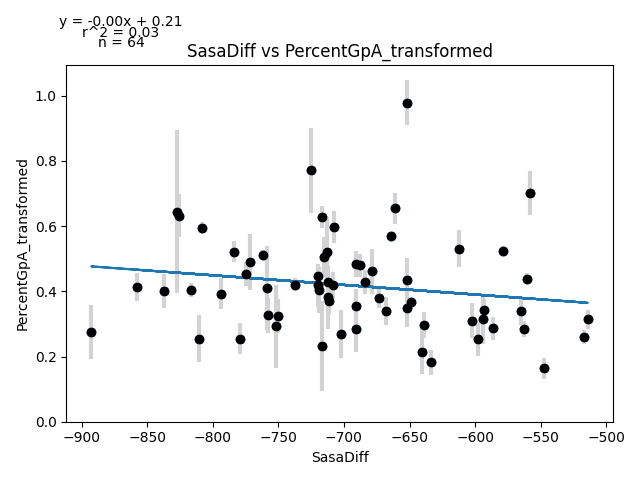 y = -0.00x + 0.21
r^2 = 0.03
n = 64
SasaDiff vs PercentGpA_transformed
PercentGpA_transformed
1.0
0.8
0.6
0.4
0.2
0.0
−900 −850 −800 −750 −700 −650 −600 −550 −500
SasaDiff